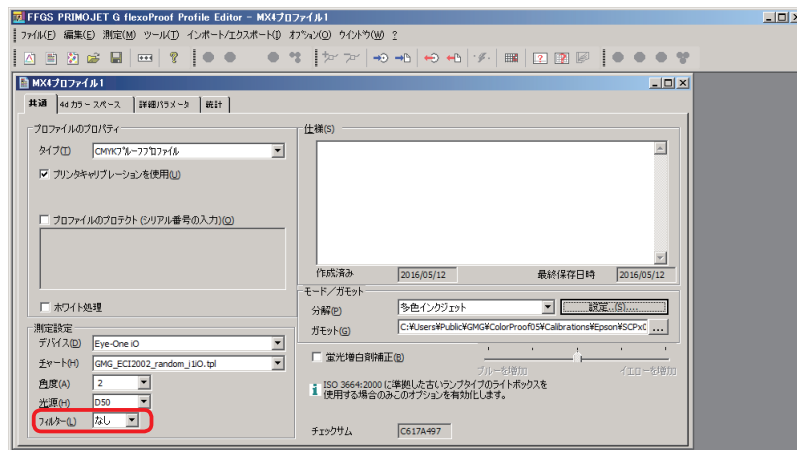 FFGS PRIMOJET G flexoProof Profile Editor - MX4プロファイル1
ファイル(F) 編集(E) 測定(M) ツール(T) インポート/エクスポート(I) オプション(O) ウインドウ(W) ?
MX4プロファイル1
共通 4d カラースペース 詳細パラメータ 統計
プロファイルのプロパティ
タイプ(T) CMYKプルーフプロファイル
プリンタキャリブレーションを使用(U)
プロファイルのプロテクト (シリアル番号の入力)(O)
ホワイト処理
測定設定
デバイス(D) Eye-One iO
チャート(H) GMG_ECI2002_random_i1iO.tpl
角度(A) 2
光源(H) D50
フィルター(L) なし
仕様(S)
作成済み 2016/05/12 最終保存日時 2016/05/12
モード/ガモット
分解(P) 多色インクジェット 設定...(S)....
ガモット(G) C:¥Users¥Public¥GMG¥ColorProof05¥Calibrations¥Epson¥SCPxC ...
蛍光増白剤補正(B)
ブルーを増加 イエローを増加
ISO 3664:2000 に準拠した古いランプタイプのライトボックスを
使用する場合のみこのオプションを有効化します。
チェックサム C617A497